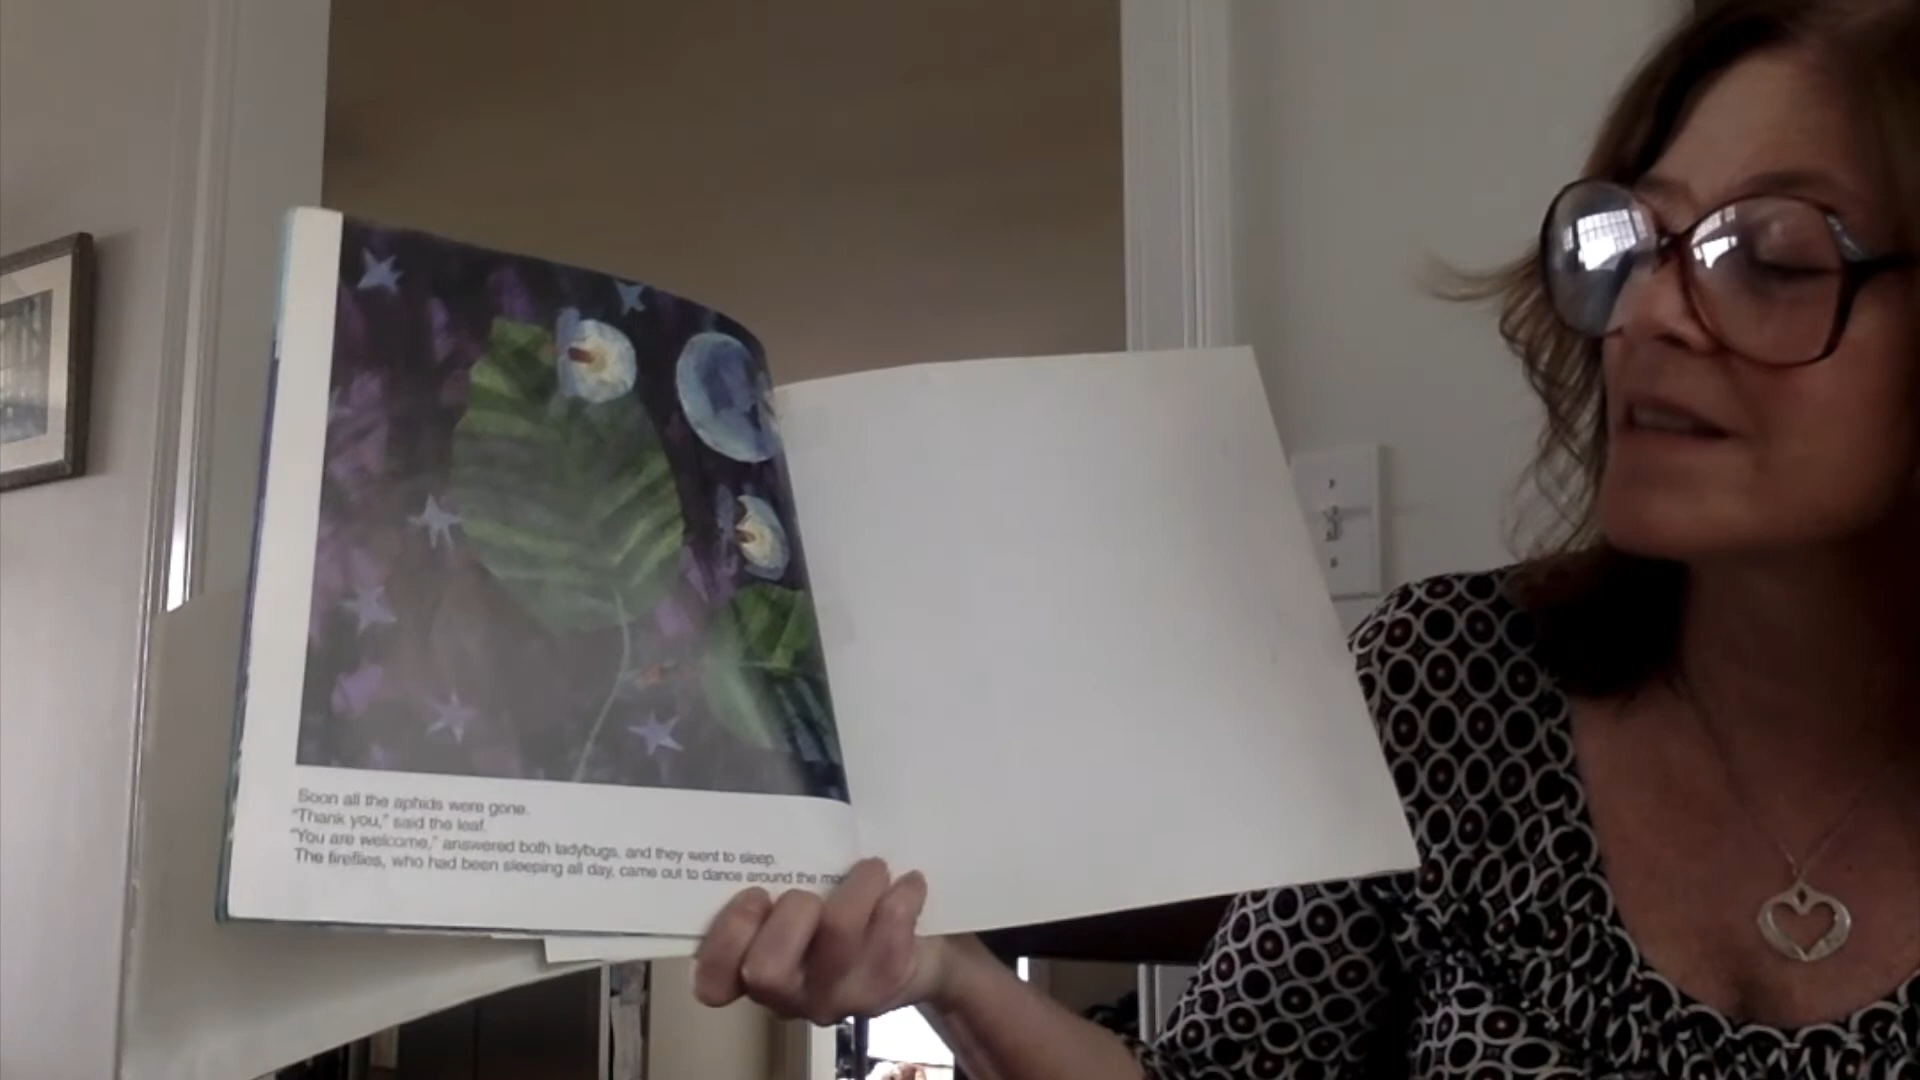 Soon all the aphids were gone.
"Thank you," said the leaf.
"You are welcome," answered both ladybugs, and they went to sleep.
The fireflies, who had been sleeping all day, came out to dance around the